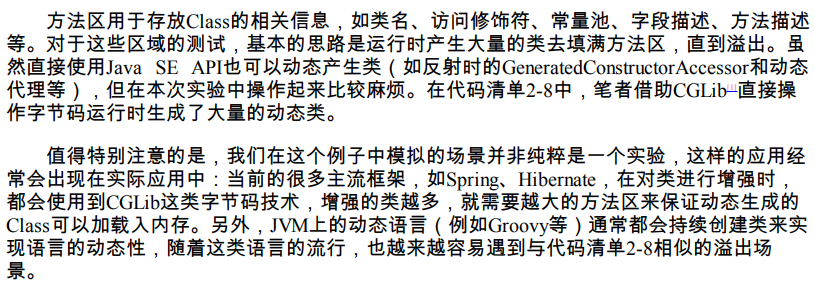 方法区用于存放Class的相关信息，如类名、访问修饰符、常量池、字段描述、方法描述
等。对于这些区域的测试，基本的思路是运行时产生大量的类去填满方法区，直到溢出。虽
然直接使用Java SE API也可以动态产生类（如反射时的GeneratedConstructorAccessor和动态
代理等），但在本次实验中操作起来比较麻烦。在代码清单2-8中，笔者借助CGLib[1]直接操
作字节码运行时生成了大量的动态类。
值得特别注意的是，我们在这个例子中模拟的场景并非纯粹是一个实验，这样的应用经
常会出现在实际应用中：当前的很多主流框架，如Spring、Hibernate，在对类进行增强时，
都会使用到CGLib这类字节码技术，增强的类越多，就需要越大的方法区来保证动态生成的
Class可以加载入内存。另外，JVM上的动态语言（例如Groovy等）通常都会持续创建类来实
现语言的动态性，随着这类语言的流行，也越来越容易遇到与代码清单2-8相似的溢出场
景。